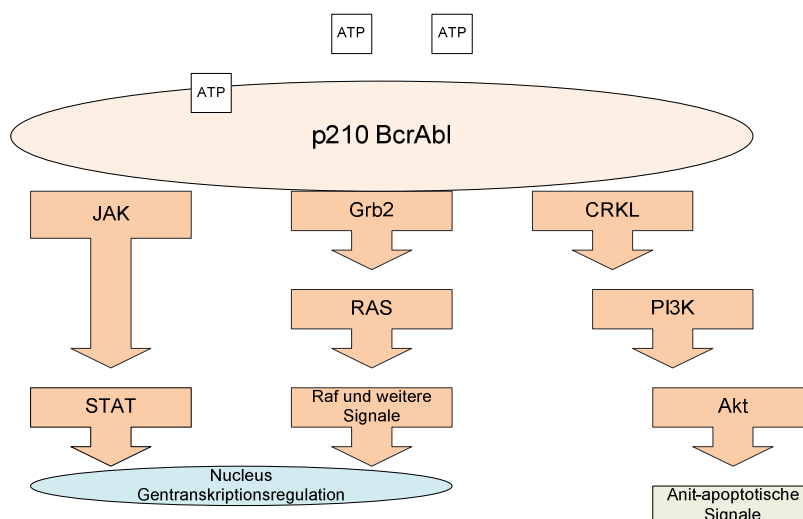 ATP
ATP
ATP
p210 BcrAbl
JAK
Grb2
CRKL
RAS
PI3K
STAT
Raf und weitere
Signale
Akt
Nucleus
Gentranskriptionsregulation
Anit-apoptotische
Signale